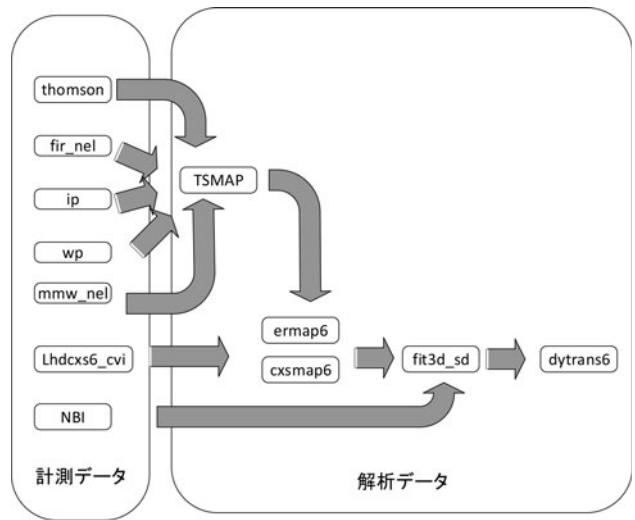 thomson
fir_nel
ip
wp
mmw_nel
Lhdcxs6_cvi
NBI
計測データ
TSMAP
ermap6
cxsmap6
fit3d_sd
dytrans6
解析データ